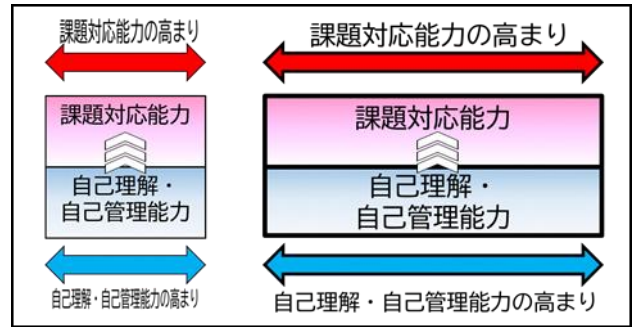 課題対応能力の高まり
課題対応能力
自己理解・
自己管理能力
自己理解・自己管理能力の高まり
課題対応能力の高まり
課題対応能力
自己理解・
自己管理能力
自己理解・自己管理能力の高まり